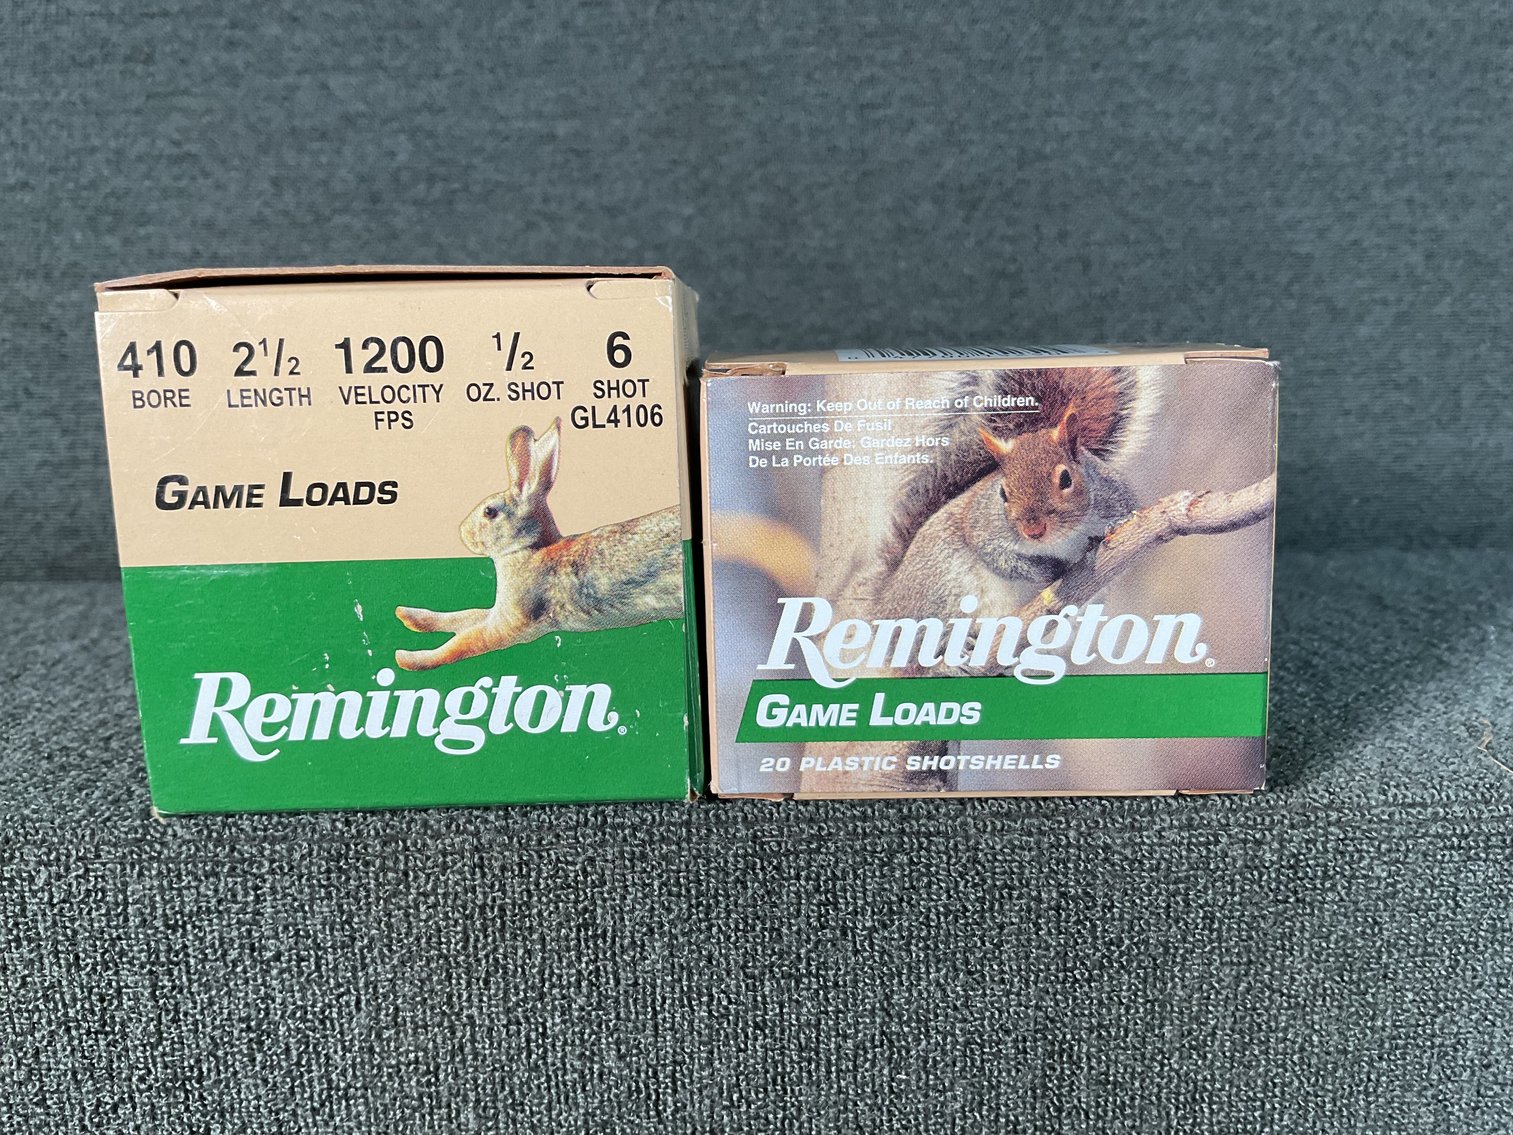 410 2 1/2 1200 1/2 6
BORE LENGTH VELOCITY OZ. SHOT SHOT
FPS GL4106
GAME LOADS
Remington®
Warning: Keep Out of Reach of Children.
Cartouches De Fusil
Mise En Garde: Gardez Hors
De La Portée Des Enfants.
Remington®
GAME LOADS
20 PLASTIC SHOTSHELLS